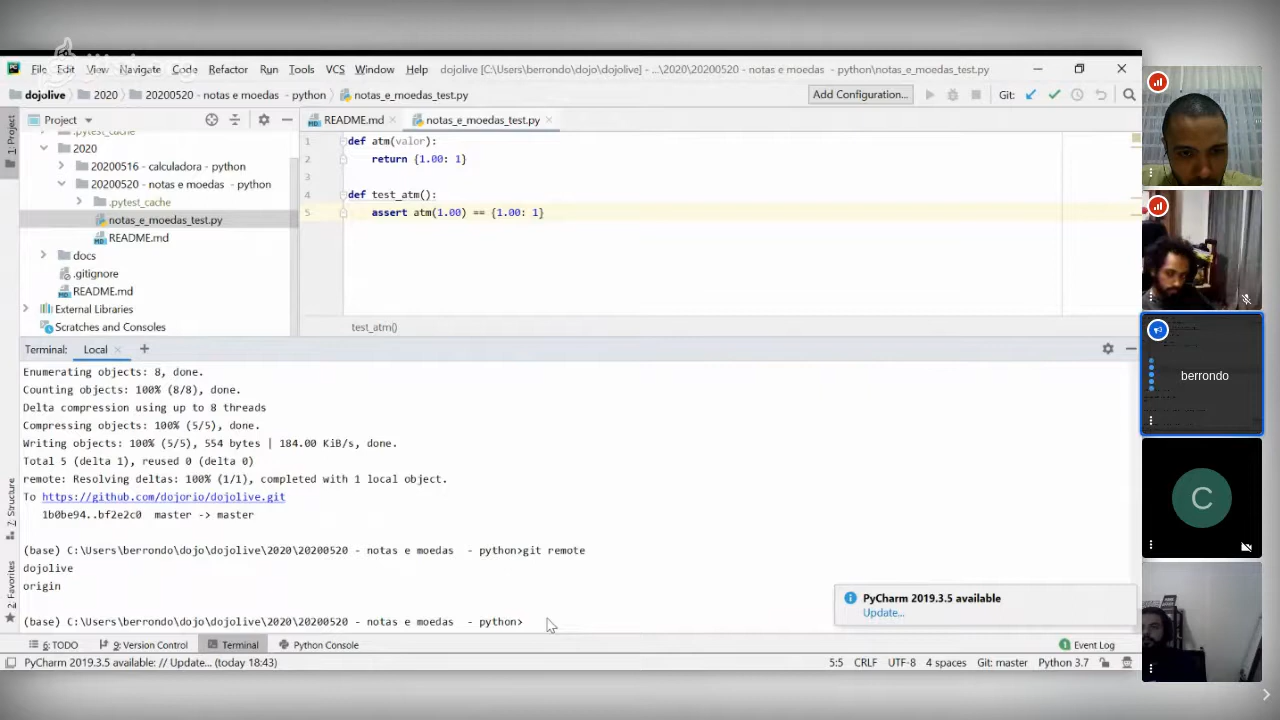 File Edit View Navigate Code Refactor Run Tools VCS Window Help dojolive [C:\Users\berrondo\dojo\dojolive] - ...\2020\20200520 - notas e moedas - python\notas_e_moedas_test.py
dojolive 2020 20200520 - notas e moedas - python notas_e_moedas_test.py Add Configuration... Git:
1: Project
Project
README.md
notas_e_moedas_test.py
.pytest_cache
2020
20200516 - calculadora - python
20200520 - notas e moedas - python
.pytest_cache
notas_e_moedas_test.py
README.md
docs
.gitignore
README.md
External Libraries
Scratches and Consoles
1 def atm(valor):
2 return {1.00: 1}
3
4 def test_atm():
5 assert atm(1.00) == {1.00: 1}
test_atm()
Terminal: Local
Enumerating objects: 8, done.
Counting objects: 100% (8/8), done.
Delta compression using up to 8 threads
Compressing objects: 100% (5/5), done.
Writing objects: 100% (5/5), 554 bytes | 184.00 KiB/s, done.
Total 5 (delta 1), reused 0 (delta 0)
remote: Resolving deltas: 100% (1/1), completed with 1 local object.
To https://github.com/dojorio/dojolive.git
1b0be94..bf2e2c0 master -> master
(base) C:\Users\berrondo\dojo\dojolive\2020\20200520 - notas e moedas - python>git remote
dojolive
origin
(base) C:\Users\berrondo\dojo\dojolive\2020\20200520 - notas e moedas - python>
7: Structure
2: Favorites
PyCharm 2019.3.5 available
Update...
6: TODO 9: Version Control Terminal Python Console Event Log
PyCharm 2019.3.5 available: // Update... (today 18:43) 5:5 CRLF UTF-8 4 spaces Git: master Python 3.7
berrondo
C